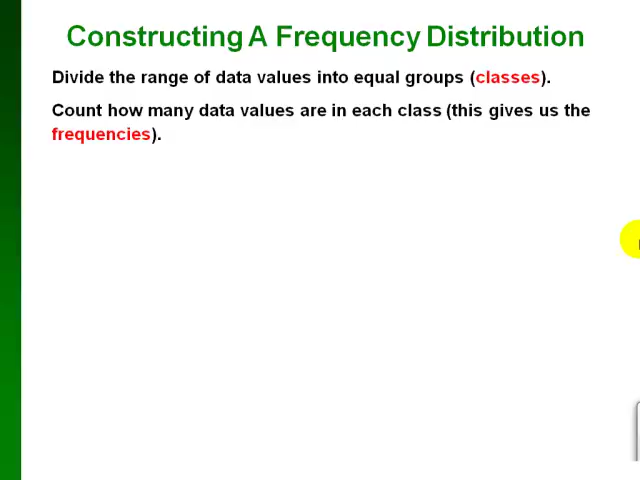 Constructing A Frequency Distribution
Divide the range of data values into equal groups (classes).
Count how many data values are in each class (this gives us the
frequencies).